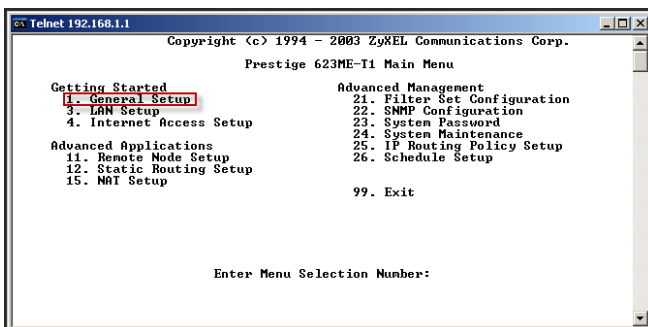 Telnet 192.168.1.1
Copyright (c) 1994 - 2003 ZyXEL Communications Corp.
Prestige 623ME-T1 Main Menu
Getting Started
1. General Setup
3. LAN Setup
4. Internet Access Setup
Advanced Applications
11. Remote Node Setup
12. Static Routing Setup
15. NAT Setup
Advanced Management
21. Filter Set Configuration
22. SNMP Configuration
23. System Password
24. System Maintenance
25. IP Routing Policy Setup
26. Schedule Setup
99. Exit
Enter Menu Selection Number: